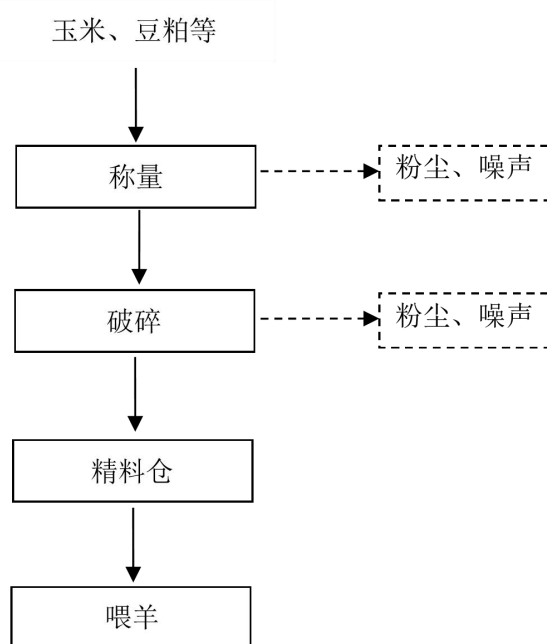 玉米、豆粕等
称量
粉尘、噪声
破碎
粉尘、噪声
精料仓
喂羊